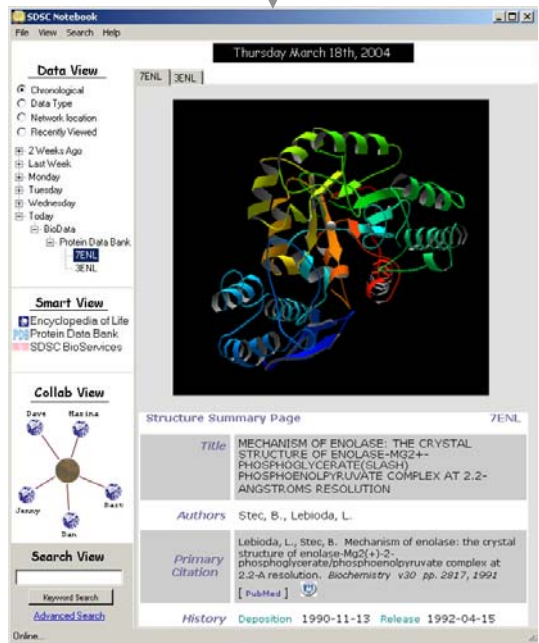 SDSC Notebook
File View Search Help
Thursday March 18th, 2004
Data View
Chronological
Data Type
Network location
Recently Viewed
2 Weeks Ago
Last Week
Monday
Tuesday
Wednesday
Today
BioData
Protein Data Bank
7ENL
3ENL
Smart View
Encyclopedia of Life
PDB Protein Data Bank
SDSC BioServices
Collab View
Dave Marina
Jenny Bart
Dan
Search View
Keyword Search
Advanced Search
Online...
7ENL 3ENL
Structure Summary Page 7ENL
Title MECHANISM OF ENOLASE: THE CRYSTAL
STRUCTURE OF ENOLASE-MG2+-
PHOSPHOGLYCERATE(SLASH)
PHOSPHOENOLPYRUVATE COMPLEX AT 2.2-
ANGSTROMS RESOLUTION
Authors Stec, B., Lebioda, L.
Primary Citation
Lebioda, L., Stec, B. Mechanism of enolase: the crystal
structure of enolase-Mg2(+)-2-
phosphoglycerate/phosphoenolpyruvate complex at
2.2-A resolution. Biochemistry v30 pp. 2817, 1991
[ PubMed ]
History Deposition 1990-11-13 Release 1992-04-15